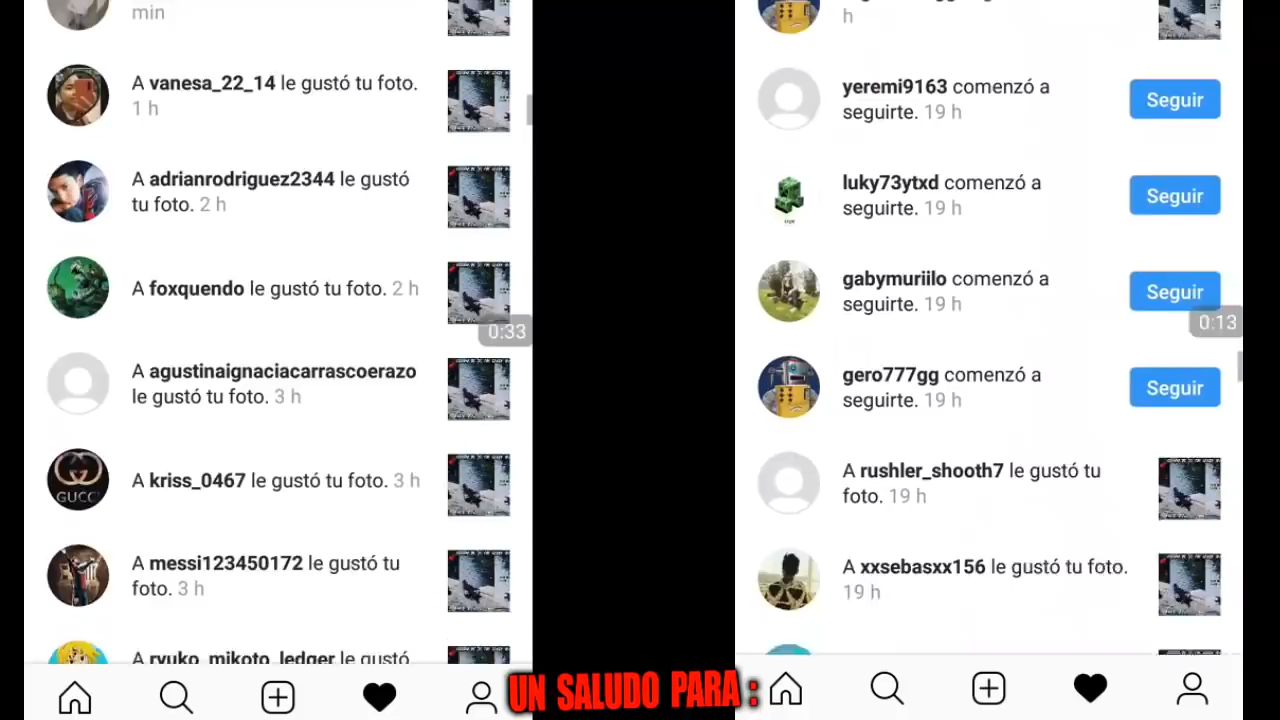 min
A vanesa_22_14 le gustó tu foto.
1 h
A adrianrodriguez2344 le gustó
tu foto. 2 h
A foxquendo le gustó tu foto. 2 h
0:33
A agustinaignaciacarrascoerazo
le gustó tu foto. 3 h
GUCCI
A kriss_0467 le gustó tu foto. 3 h
A messi123450172 le gustó tu
foto. 3 h
A ryuko_mikoto_ledger le gustó
h
yeremi9163 comenzó a
seguirte. 19 h
Seguir
luky73ytxd comenzó a
seguirte. 19 h
Seguir
gabymuriilo comenzó a
seguirte. 19 h
Seguir
0:13
gero777gg comenzó a
seguirte. 19 h
Seguir
A rushler_shooth7 le gustó tu
foto. 19 h
A xxsebasxx156 le gustó tu foto.
19 h
UN SALUDO PARA :